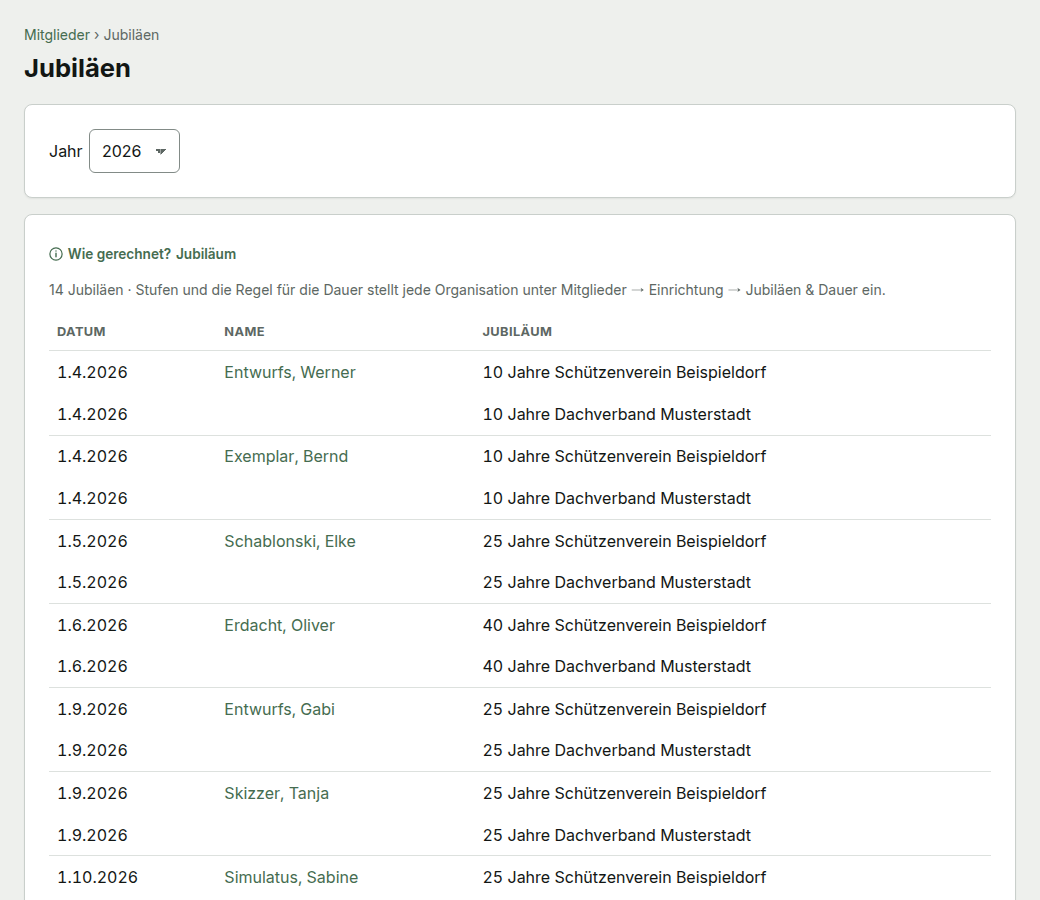 Mitglieder › Jubiläen
Jubiläen
Jahr 2026
Wie gerechnet? Jubiläum
14 Jubiläen · Stufen und die Regel für die Dauer stellt jede Organisation unter Mitglieder → Einrichtung → Jubiläen & Dauer ein.
DATUM NAME JUBILÄUM
1.4.2026 Entwurfs, Werner 10 Jahre Schützenverein Beispieldorf
1.4.2026 10 Jahre Dachverband Musterstadt
1.4.2026 Exemplar, Bernd 10 Jahre Schützenverein Beispieldorf
1.4.2026 10 Jahre Dachverband Musterstadt
1.5.2026 Schablonski, Elke 25 Jahre Schützenverein Beispieldorf
1.5.2026 25 Jahre Dachverband Musterstadt
1.6.2026 Erdacht, Oliver 40 Jahre Schützenverein Beispieldorf
1.6.2026 40 Jahre Dachverband Musterstadt
1.9.2026 Entwurfs, Gabi 25 Jahre Schützenverein Beispieldorf
1.9.2026 25 Jahre Dachverband Musterstadt
1.9.2026 Skizzer, Tanja 25 Jahre Schützenverein Beispieldorf
1.9.2026 25 Jahre Dachverband Musterstadt
1.10.2026 Simulatus, Sabine 25 Jahre Schützenverein Beispieldorf